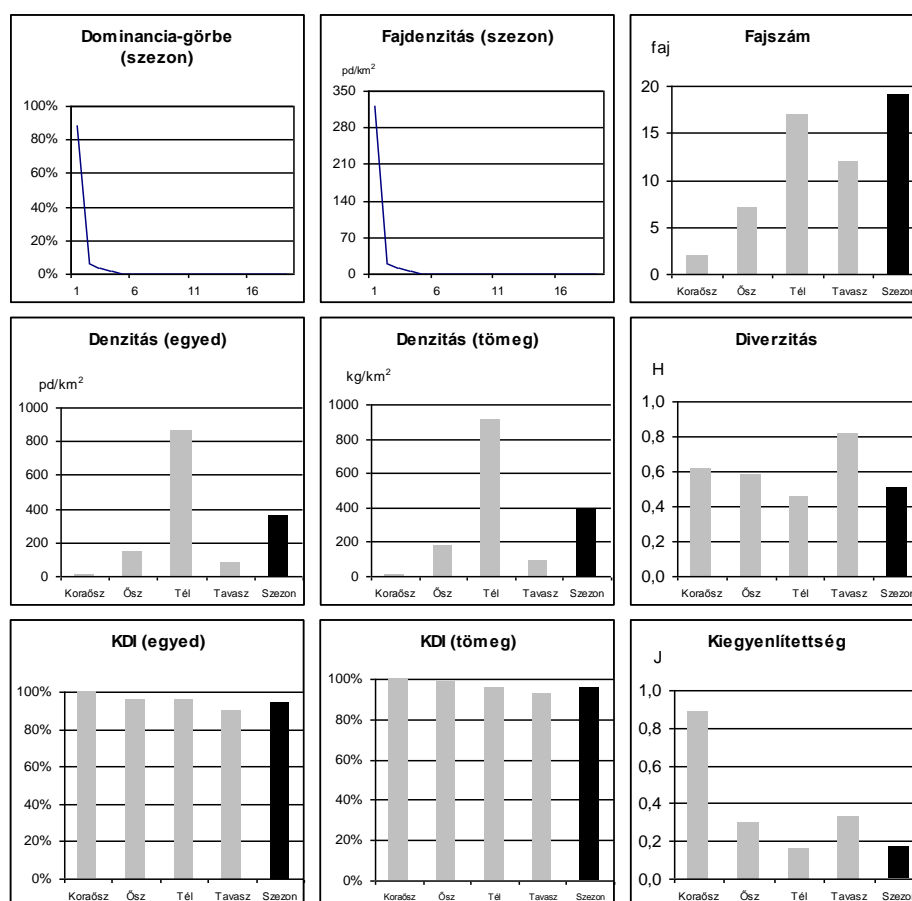 Dominancia-görbe
(szezon)
100%
80%
60%
40%
20%
0%
1 6 11 16
Fajdenzitás (szezon)
pd/km²
350
280
210
140
70
0
1 6 11 16
Fajszám
faj
20
15
10
5
0
Koraősz Ősz Tél Tavasz Szezon
Denzitás (egyed)
pd/km²
1000
800
600
400
200
0
Koraősz Ősz Tél Tavasz Szezon
Denzitás (tömeg)
kg/km²
1000
800
600
400
200
0
Koraősz Ősz Tél Tavasz Szezon
Diverzitás
H
1,0
0,8
0,6
0,4
0,2
0,0
Koraősz Ősz Tél Tavasz Szezon
KDI (egyed)
100%
80%
60%
40%
20%
0%
Koraősz Ősz Tél Tavasz Szezon
KDI (tömeg)
100%
80%
60%
40%
20%
0%
Koraősz Ősz Tél Tavasz Szezon
Kiegyenlítettség
J
1,0
0,8
0,6
0,4
0,2
0,0
Koraősz Ősz Tél Tavasz Szezon